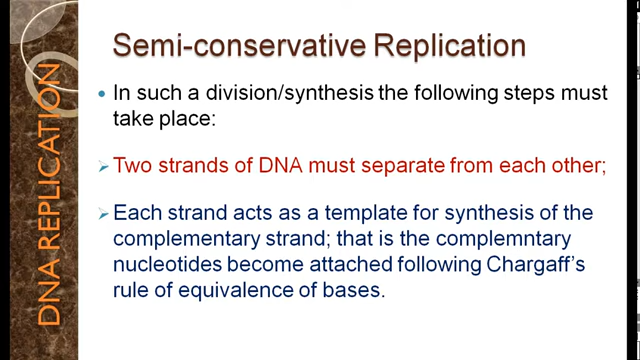 Semi-conservative Replication
In such a division/synthesis the following steps must
take place:
Two strands of DNA must separate from each other;
Each strand acts as a template for synthesis of the
complementary strand; that is the complemntary
nucleotides become attached following Chargaff's
rule of equivalence of bases.
DNA REPLICATION